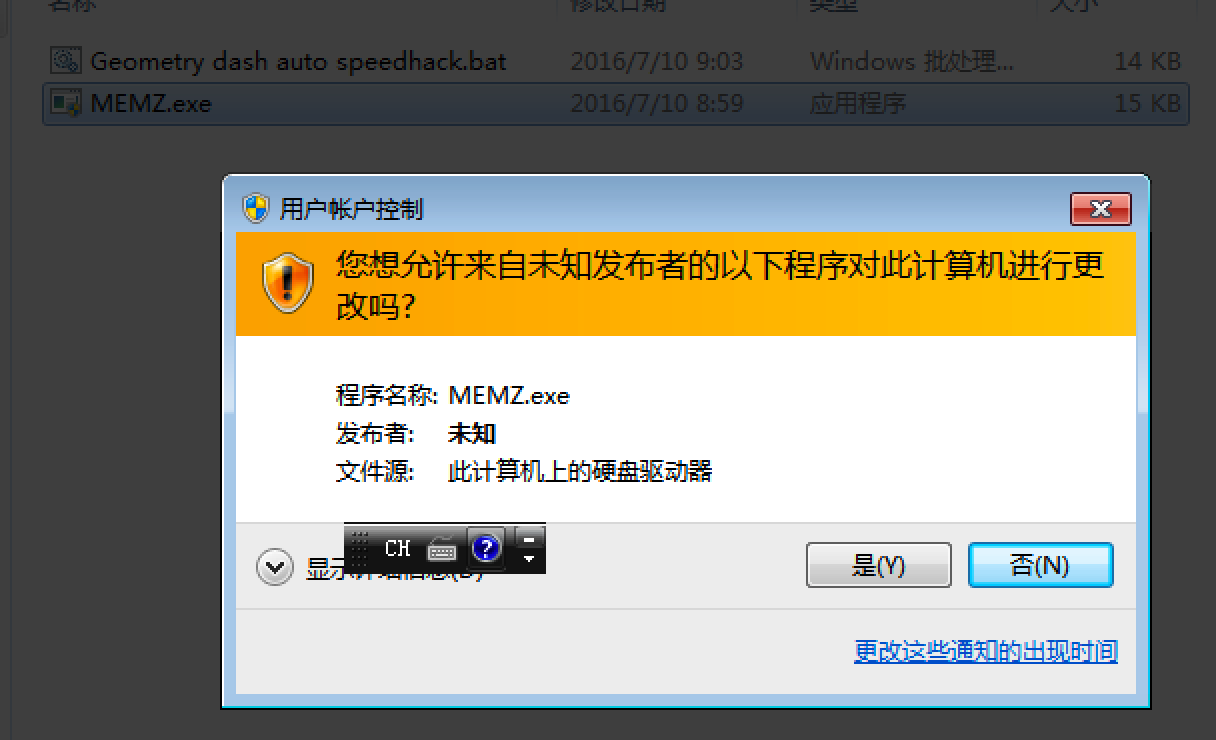 名称 修改日期 类型 大小
Geometry dash auto speedhack.bat 2016/7/10 9:03 Windows 批处理... 14 KB
MEMZ.exe 2016/7/10 8:59 应用程序 15 KB
用户帐户控制
您想允许来自未知发布者的以下程序对此计算机进行更
改吗?
程序名称: MEMZ.exe
发布者: 未知
文件源: 此计算机上的硬盘驱动器
CH
显示详细信息(D)
是(Y) 否(N)
更改这些通知的出现时间